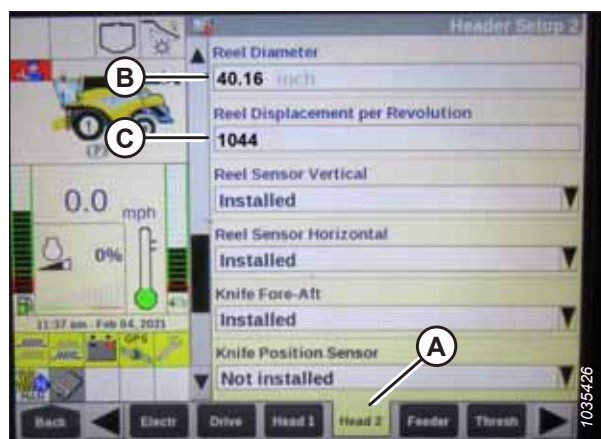 Header Setup 2
Reel Diameter
B
40.16 inch
Reel Displacement per Revolution
C
1044
Reel Sensor Vertical
Installed
Reel Sensor Horizontal
Installed
Knife Fore-Aft
Installed
Knife Position Sensor
Not installed
A
1
(?)
0.0 mph
0%
11:37 am - Feb 04, 2021
GPS
Back
Electr
Drive
Head 1
Head 2
Feeder
Thresh
1035426